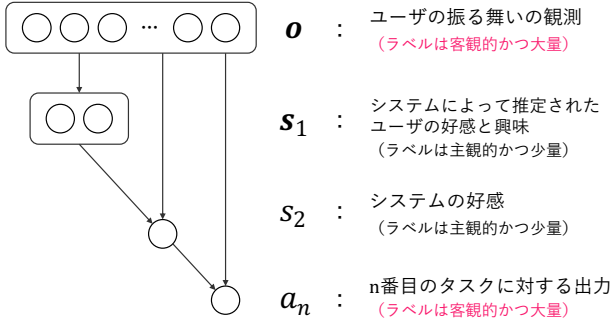 … o : ユーザの振る舞いの観測
（ラベルは客観的かつ大量）
s₁ : システムによって推定された
ユーザの好感と興味
（ラベルは主観的かつ少量）
s₂ : システムの好感
（ラベルは主観的かつ少量）
aₙ : n番目のタスクに対する出力
（ラベルは客観的かつ大量）